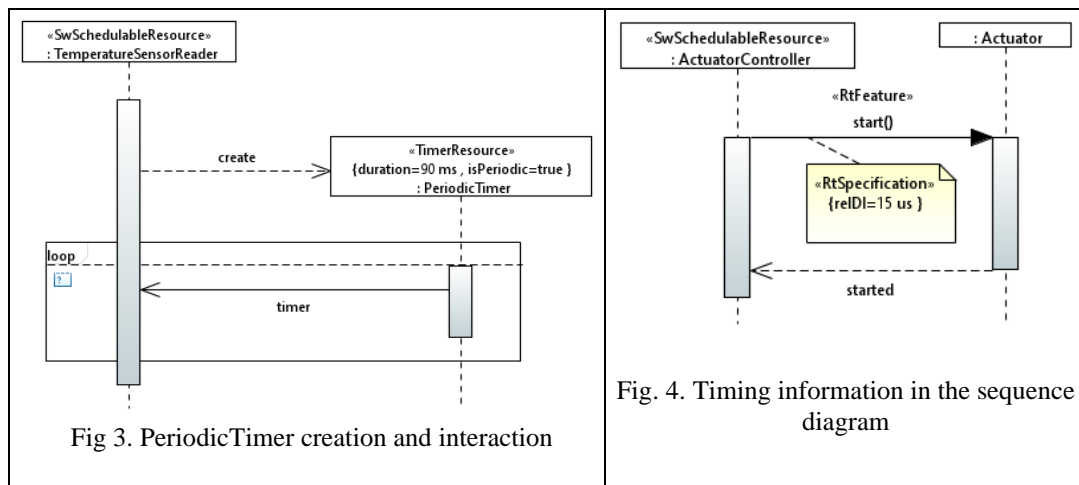 «SwSchedulableResource»
: TemperatureSensorReader
create
«TimerResource»
{duration=90 ms , isPeriodic=true }
: PeriodicTimer
loop
?
timer
Fig 3. PeriodicTimer creation and interaction
«SwSchedulableResource»
: ActuatorController
: Actuator
«RtFeature»
start()
«RtSpecification»
{relDl=15 us }
started
Fig. 4. Timing information in the sequence
diagram